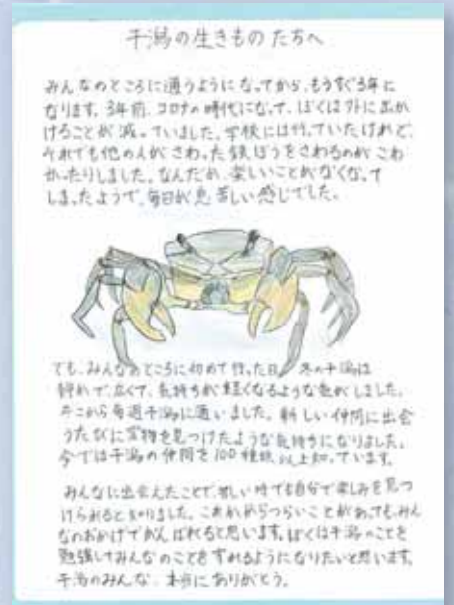 干潟の生きものたちへ
みんなのところに通うようになってから、もうすぐ3年に
なります。3年前、コロナの時代になって、ぼくは外に出か
けることが減っていました。学校には行っていたけれど、
それでも他の人がさわった鉄ぼうをさわるのがこわ
かったりしました。なんだか、楽しいことがなくなって
しまったようで、毎日が息苦しい感じでした。
でも、みんなのところに初めて行った日、冬の干潟は
静かで、広くて、気持ちが軽くなるような気がしました。
そこから毎週干潟に通いました。新しい仲間に出会
うたびに宝物を見つけたような気持ちになりました。
今では干潟の仲間を100種類以上知っています。
みんなに出会えたことで、苦しい時でも自分で楽しみを見つ
けられると知りました。これからつらいことがあってもみん
なのおかげでがんばれると思います。ぼくは干潟のことを
勉強してみんなのことを守れるようになりたいと思います。
干潟のみんな、本当にありがとう。